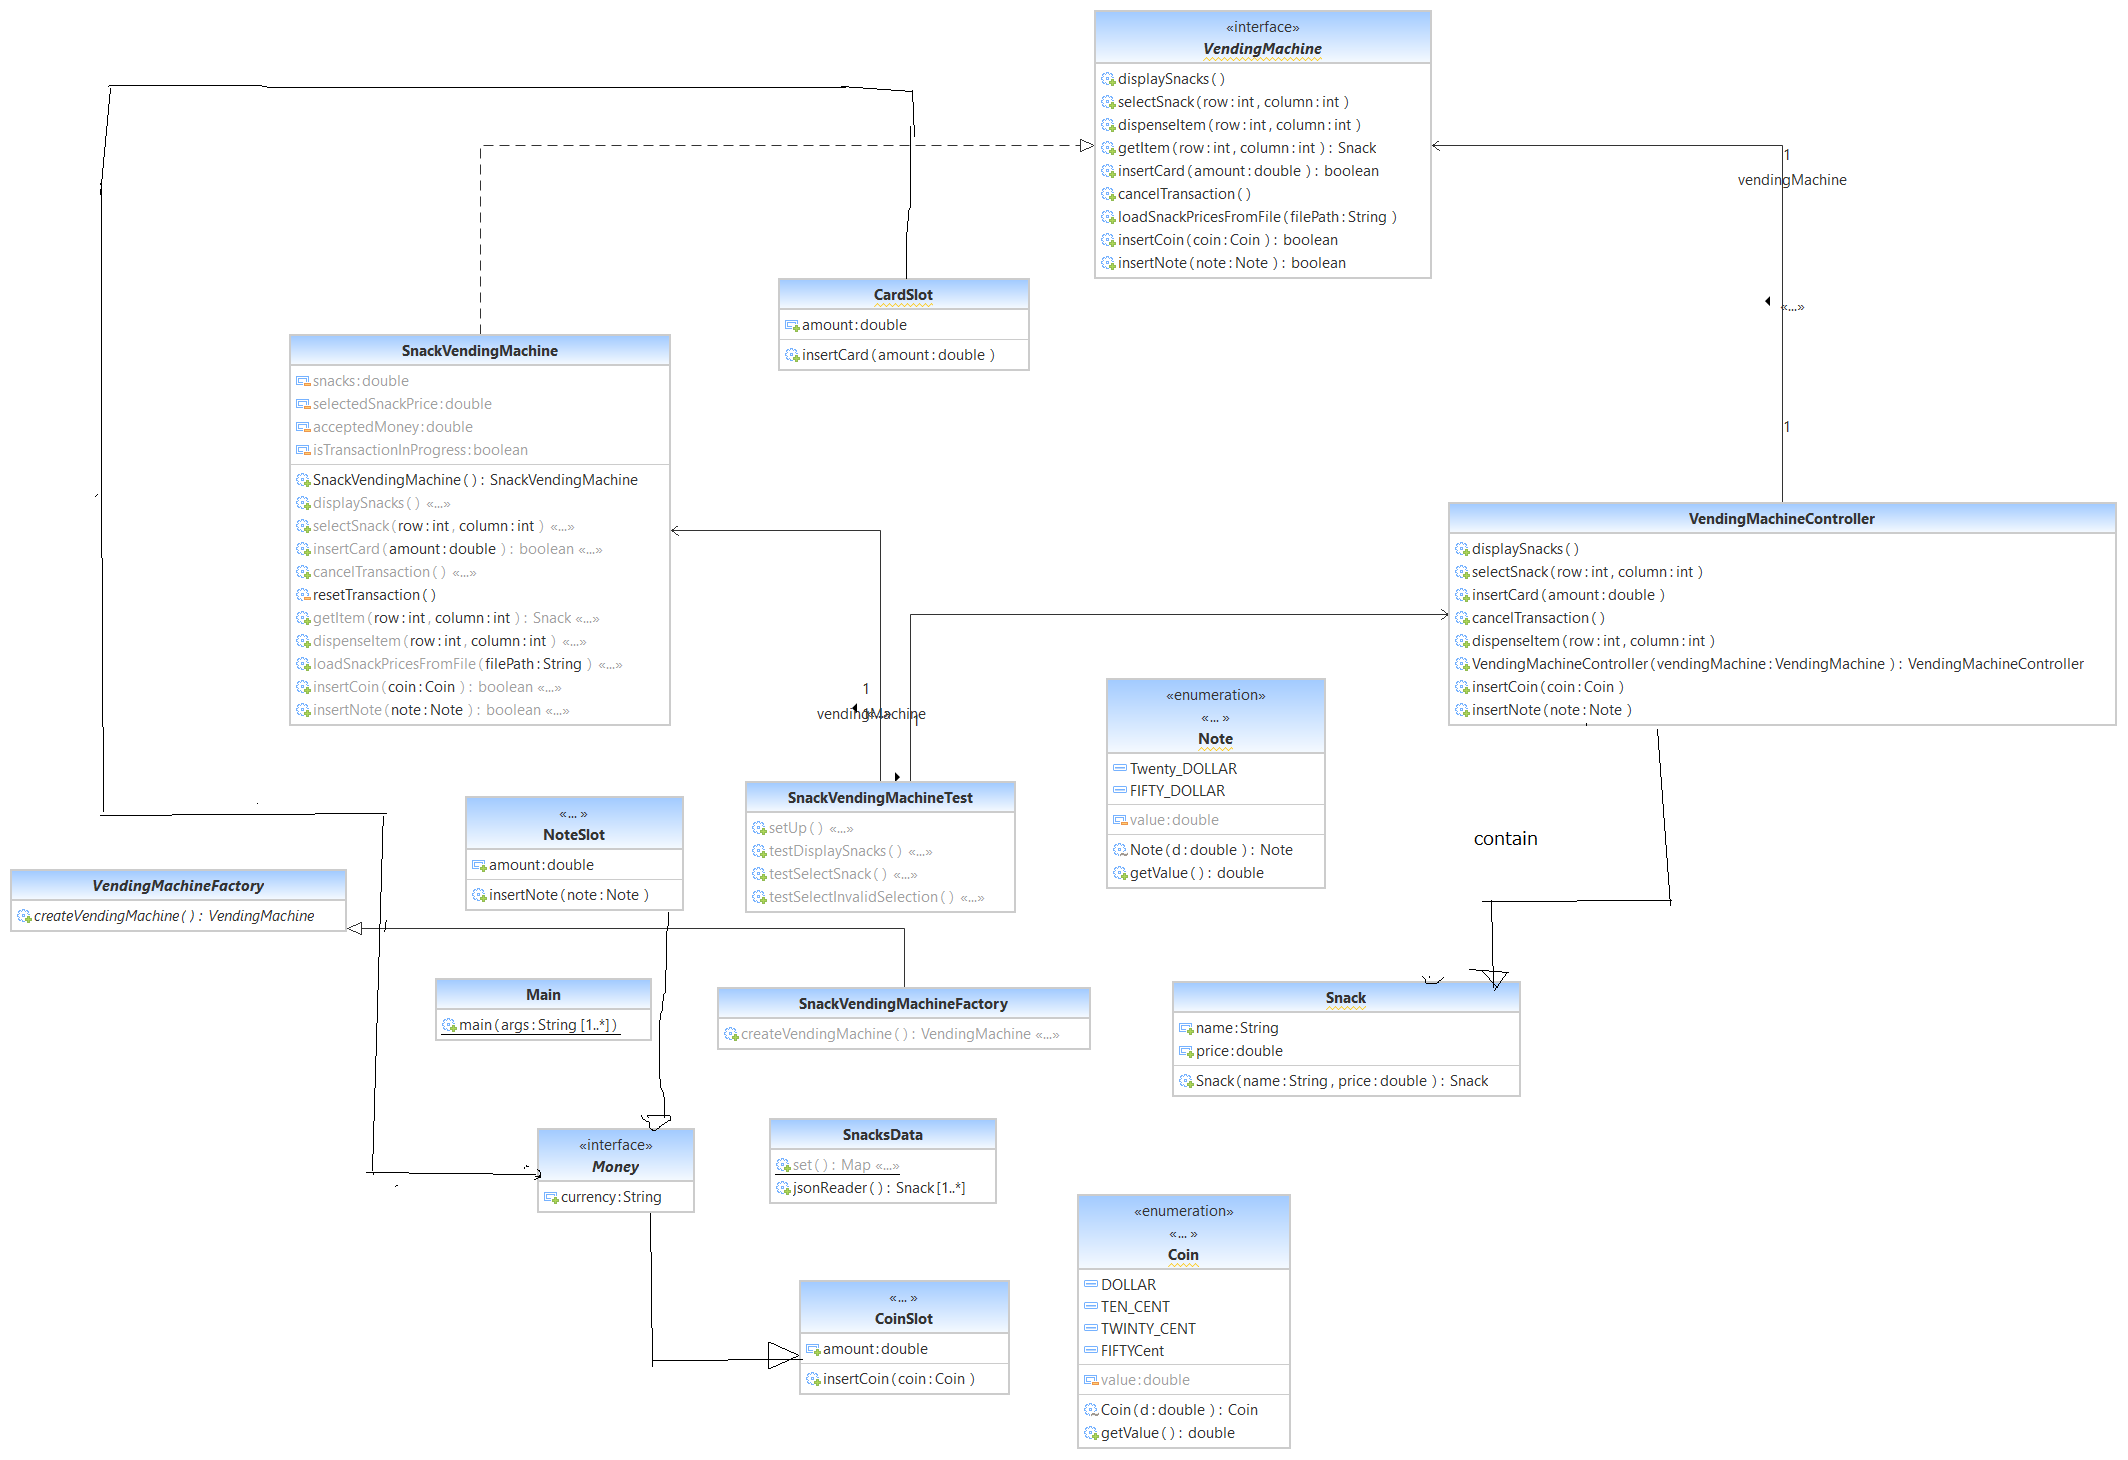 «interface»
VendingMachine
displaySnacks()
selectSnack(row:int,column:int)
dispenseItem(row:int,column:int)
getItem(row:int,column:int): Snack
insertCard(amount:double): boolean
cancelTransaction()
loadSnackPricesFromFile(filePath:String)
insertCoin(coin:Coin): boolean
insertNote(note:Note): boolean
1
vendingMachine
«...»
1
CardSlot
amount:double
insertCard(amount:double)
SnackVendingMachine
snacks:double
selectedSnackPrice:double
acceptedMoney:double
isTransactionInProgress:boolean
SnackVendingMachine(): SnackVendingMachine
displaySnacks() «...»
selectSnack(row:int,column:int) «...»
insertCard(amount:double): boolean «...»
cancelTransaction() «...»
resetTransaction()
getItem(row:int,column:int): Snack «...»
dispenseItem(row:int,column:int) «...»
loadSnackPricesFromFile(filePath:String) «...»
insertCoin(coin:Coin): boolean «...»
insertNote(note:Note): boolean «...»
VendingMachineController
displaySnacks()
selectSnack(row:int,column:int)
insertCard(amount:double)
cancelTransaction()
dispenseItem(row:int,column:int)
VendingMachineController(vendingMachine:VendingMachine): VendingMachineController
insertCoin(coin:Coin)
insertNote(note:Note)
1
vendingMachine
1
«enumeration»
«...»
Note
Twenty_DOLLAR
FIFTY_DOLLAR
value:double
Note(d:double): Note
getValue(): double
SnackVendingMachineTest
setUp() «...»
testDisplaySnacks() «...»
testSelectSnack() «...»
testSelectInvalidSelection() «...»
«...»
NoteSlot
amount:double
insertNote(note:Note)
contain
VendingMachineFactory
createVendingMachine(): VendingMachine
Main
main(args:String[1..*])
SnackVendingMachineFactory
createVendingMachine(): VendingMachine «...»
Snack
name:String
price:double
Snack(name:String,price:double): Snack
«interface»
Money
currency:String
SnacksData
set(): Map «...»
jsonReader(): Snack[1..*]
«enumeration»
«...»
Coin
DOLLAR
TEN_CENT
TWINTY_CENT
FIFTYCent
value:double
Coin(d:double): Coin
getValue(): double
«...»
CoinSlot
amount:double
insertCoin(coin:Coin)